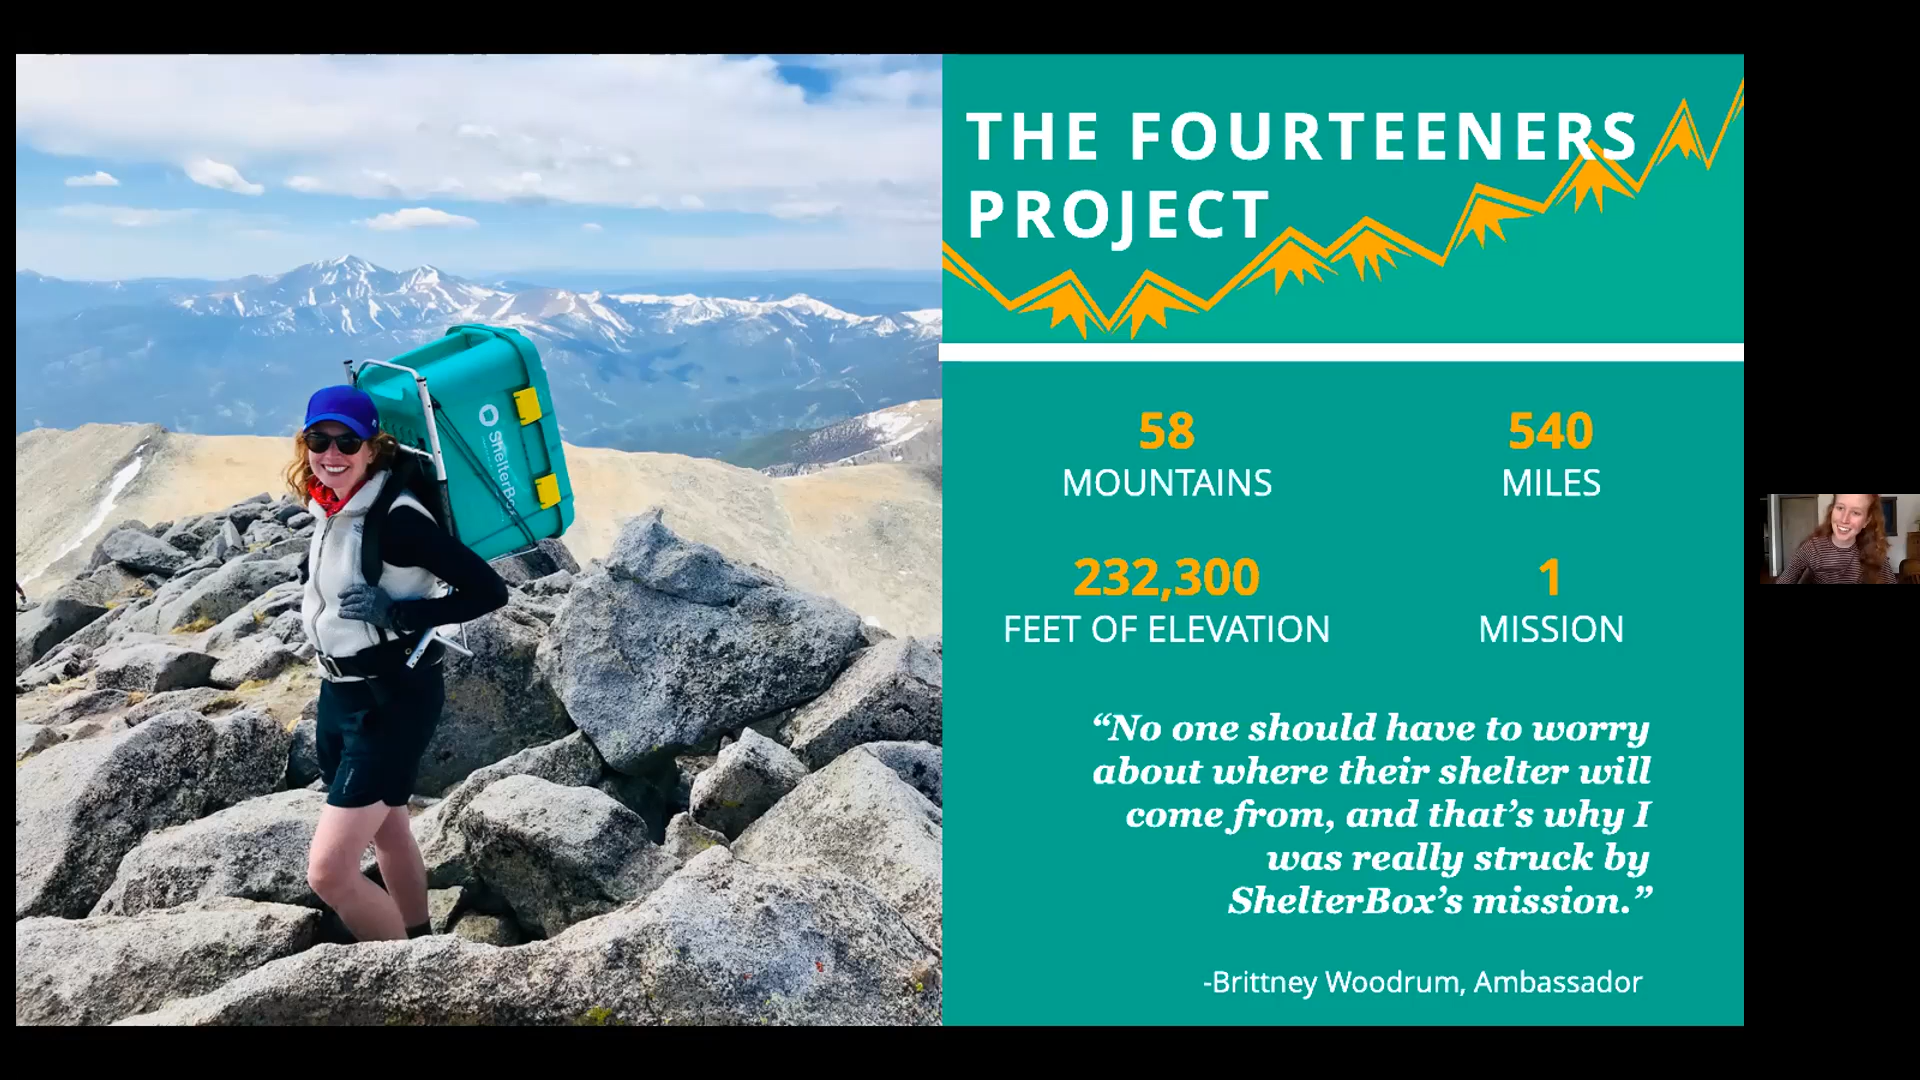 THE FOURTEENERS
PROJECT
58
MOUNTAINS
540
MILES
232,300
FEET OF ELEVATION
1
MISSION
“No one should have to worry
about where their shelter will
come from, and that’s why I
was really struck by
ShelterBox’s mission.”
-Brittney Woodrum, Ambassador
ShelterBox